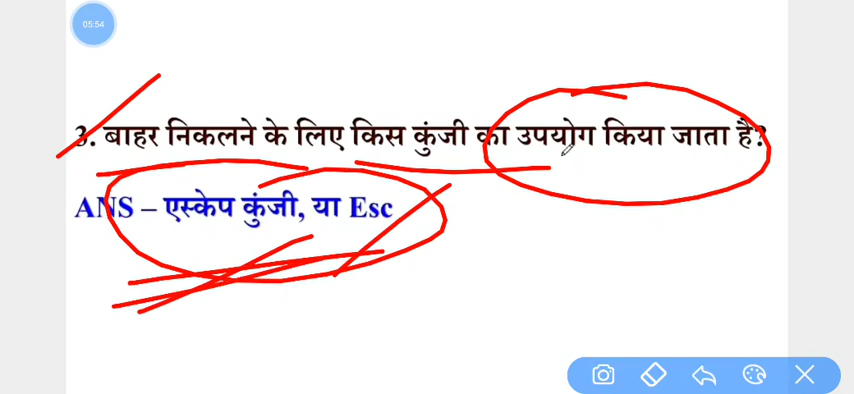 05:54
3. बाहर निकलने के लिए किस कुंजी का उपयोग किया जाता है?
ANS – एस्केप कुंजी, या Esc